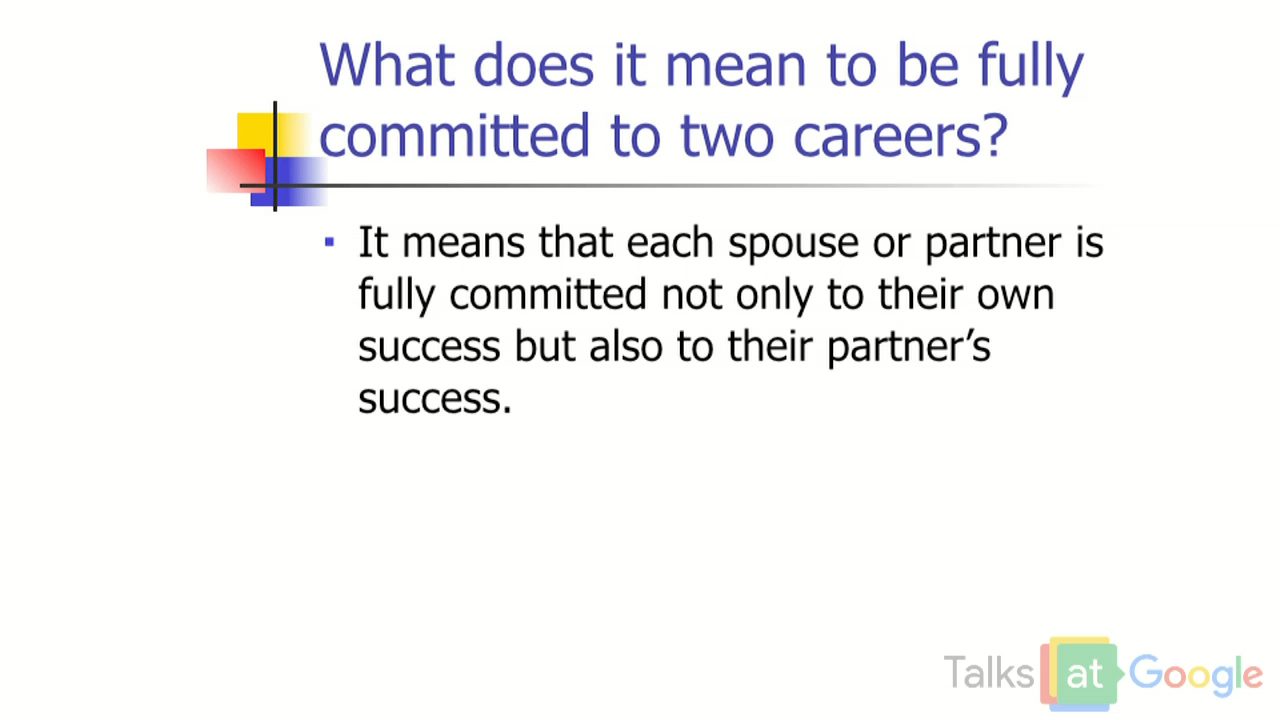 What does it mean to be fully
committed to two careers?
It means that each spouse or partner is
fully committed not only to their own
success but also to their partner’s
success.
Talks at Google